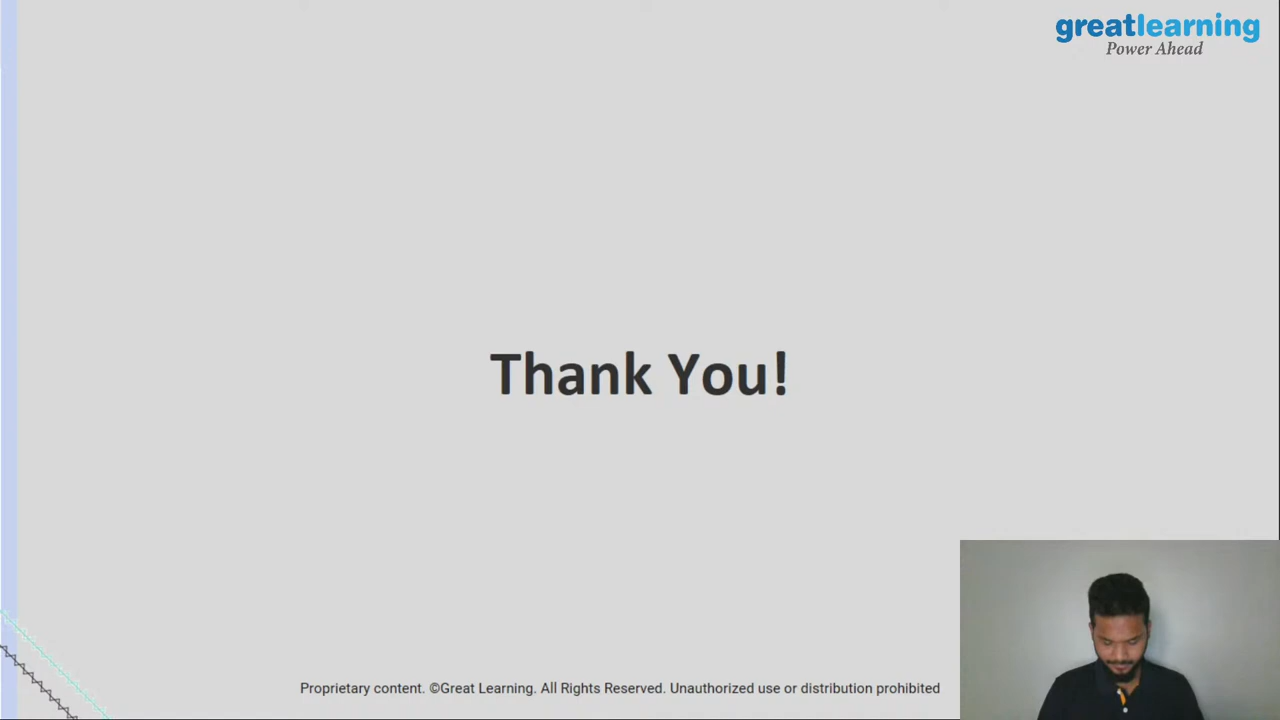 greatlearning
Power Ahead
Thank You!
Proprietary content. ©Great Learning. All Rights Reserved. Unauthorized use or distribution prohibited